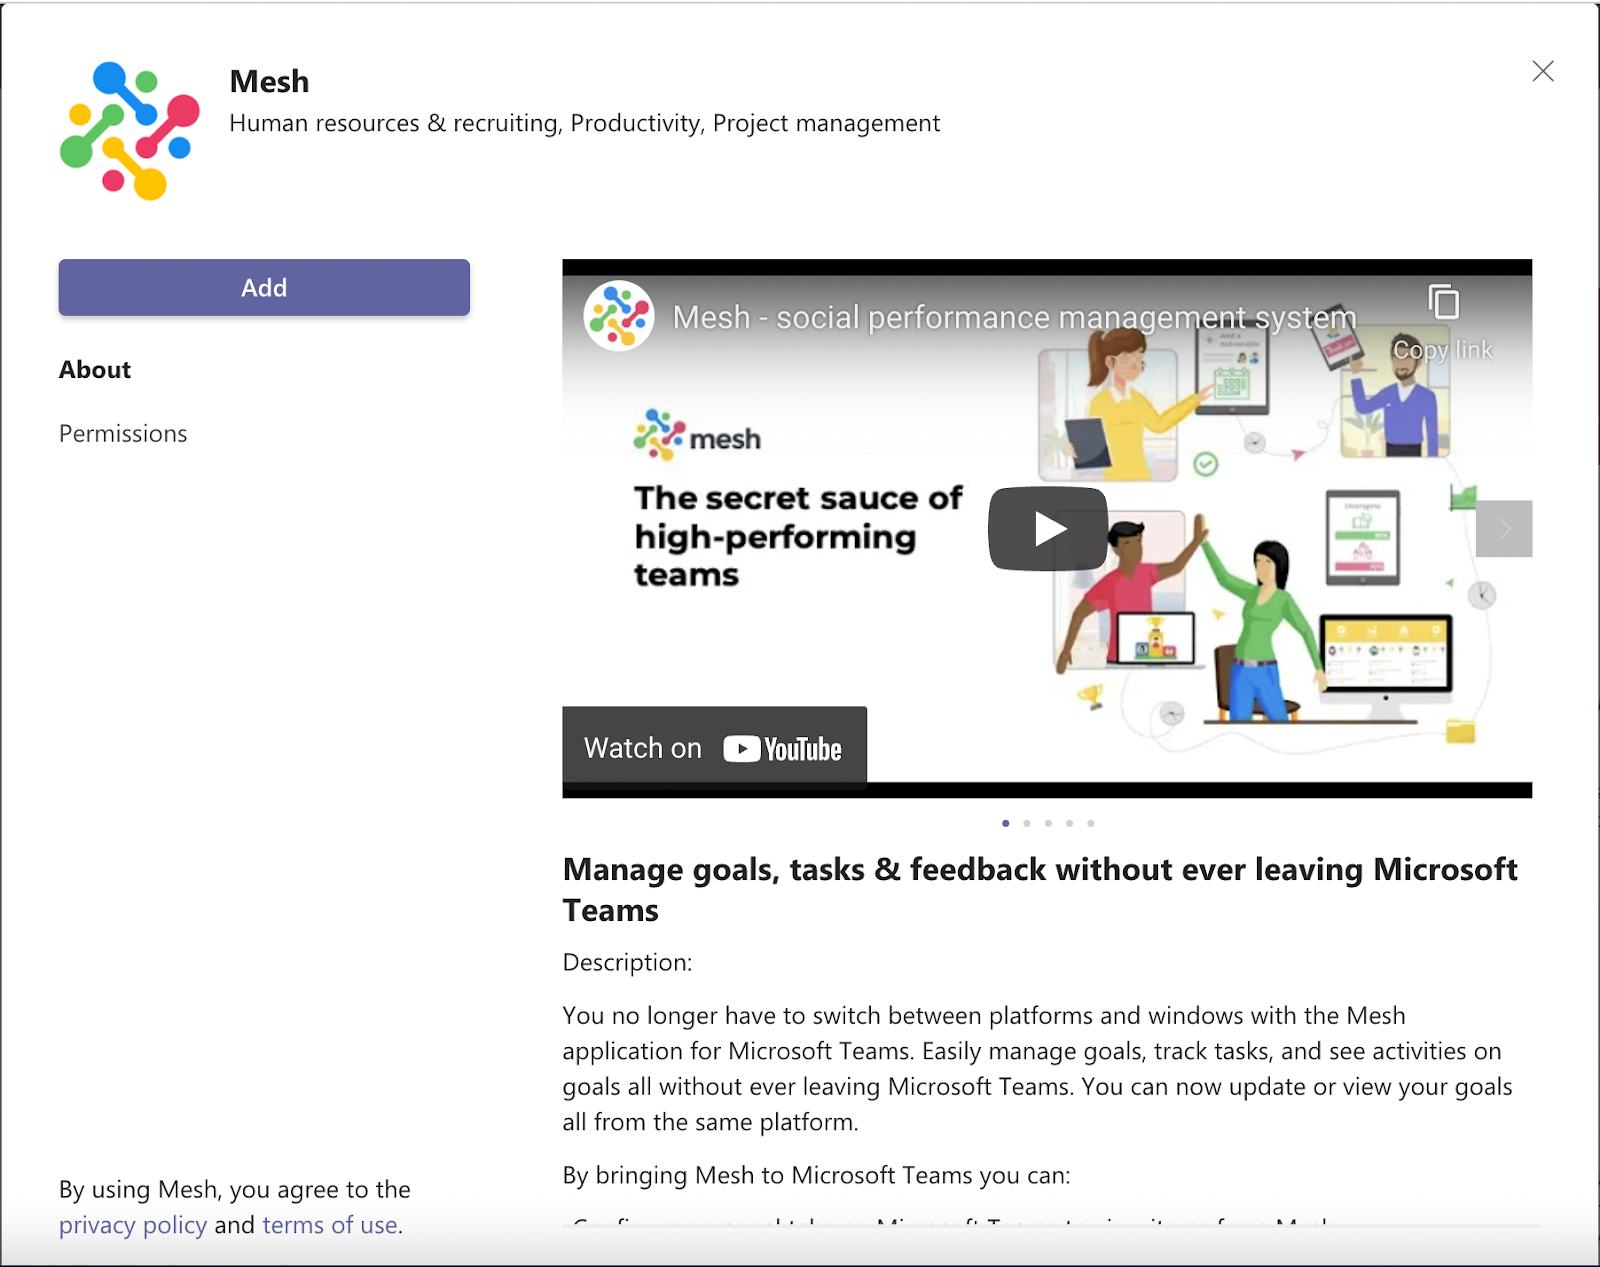 Mesh
Human resources & recruiting, Productivity, Project management
Add
About
Permissions
Mesh - social performance management system
Copy link
Add a
deliverable
Thank you
mesh
The secret sauce of
high-performing
teams
Watch on YouTube
Manage goals, tasks & feedback without ever leaving Microsoft
Teams
Description:
You no longer have to switch between platforms and windows with the Mesh
application for Microsoft Teams. Easily manage goals, track tasks, and see activities on
goals all without ever leaving Microsoft Teams. You can now update or view your goals
all from the same platform.
By bringing Mesh to Microsoft Teams you can:
By using Mesh, you agree to the
privacy policy and terms of use.